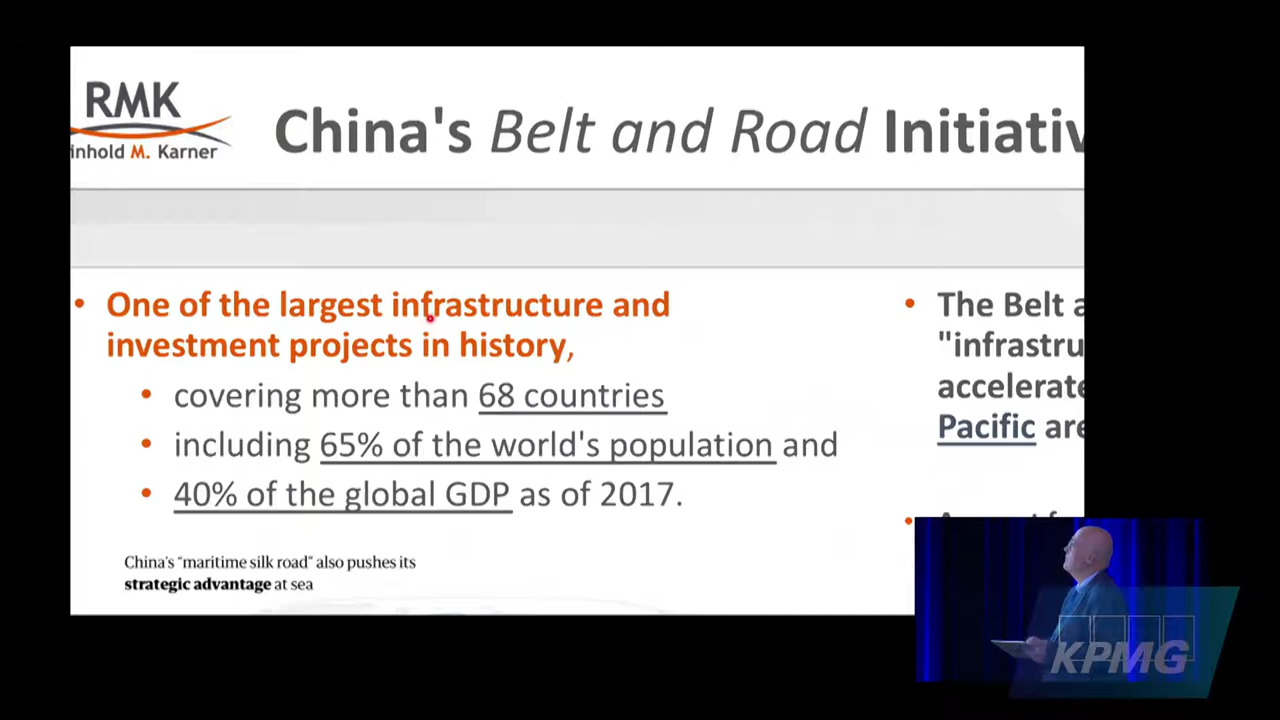 RMK
inhold M. Karner
China's Belt and Road Initiativ
• One of the largest infrastructure and
investment projects in history,
• covering more than 68 countries
• including 65% of the world's population and
• 40% of the global GDP as of 2017.
China's "maritime silk road" also pushes its
strategic advantage at sea
• The Belt a
"infrastru
accelerate
Pacific are
KPMG